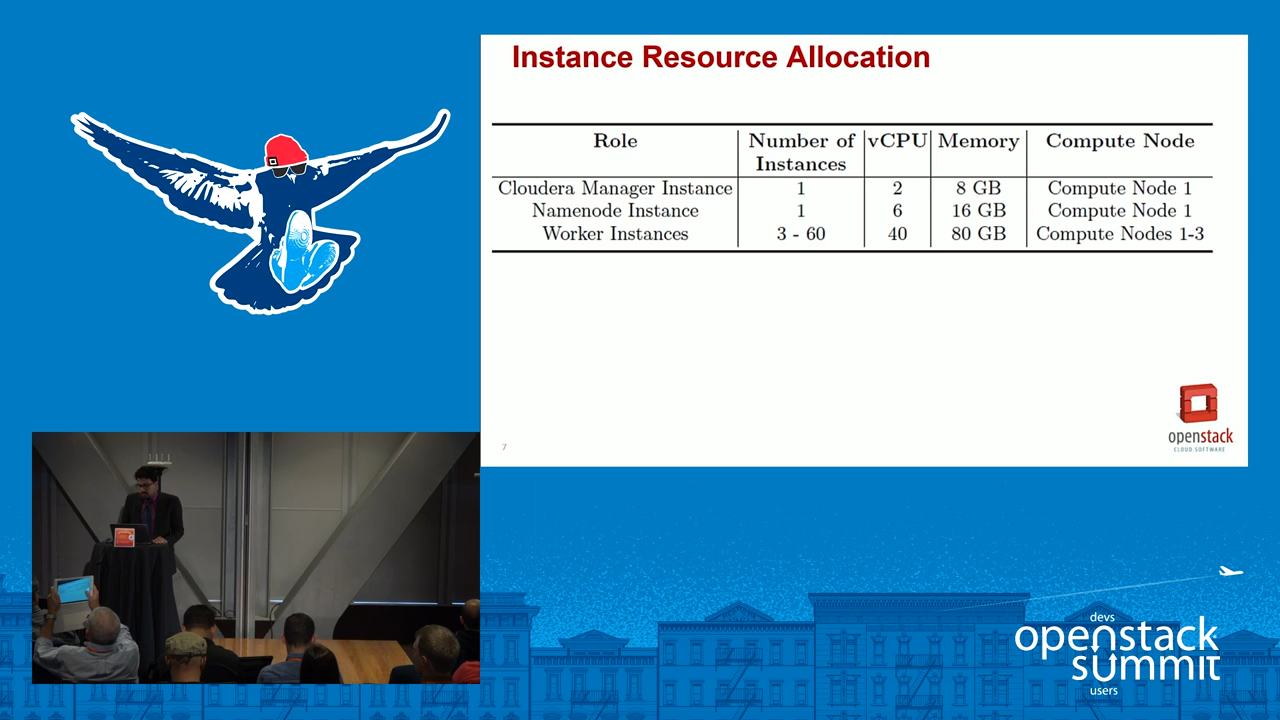 Instance Resource Allocation
Role Number of Instances vCPU Memory Compute Node
Cloudera Manager Instance 1 2 8 GB Compute Node 1
Namenode Instance 1 6 16 GB Compute Node 1
Worker Instances 3 - 60 40 80 GB Compute Nodes 1-3
openstack
CLOUD SOFTWARE
7
devs
openstack
summit
users